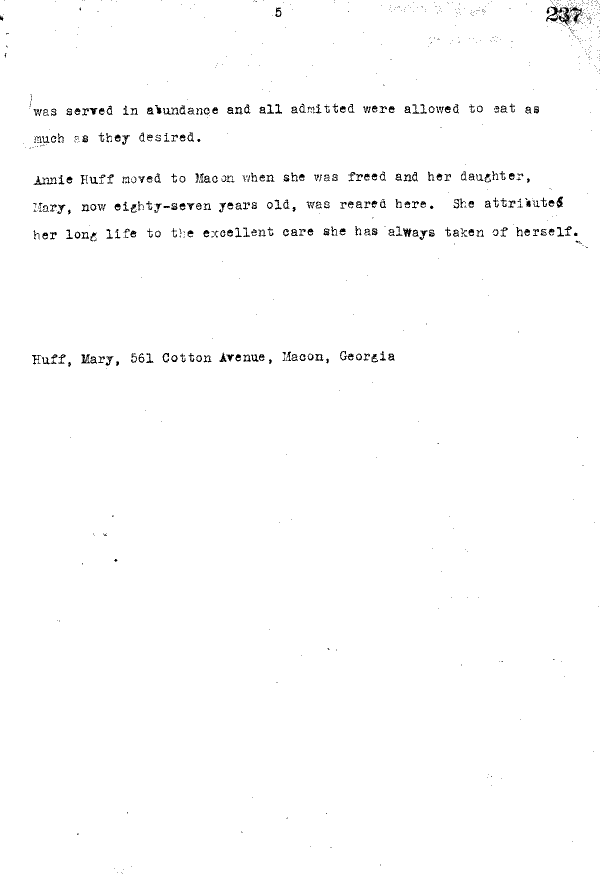 5
237
was served in abundance and all admitted were allowed to eat as
much as they desired.
Annie Huff moved to Macon when she was freed and her daughter,
Mary, now eighty-seven years old, was reared here. She attributes
her long life to the excellent care she has always taken of herself.
Huff, Mary, 561 Cotton Avenue, Macon, Georgia